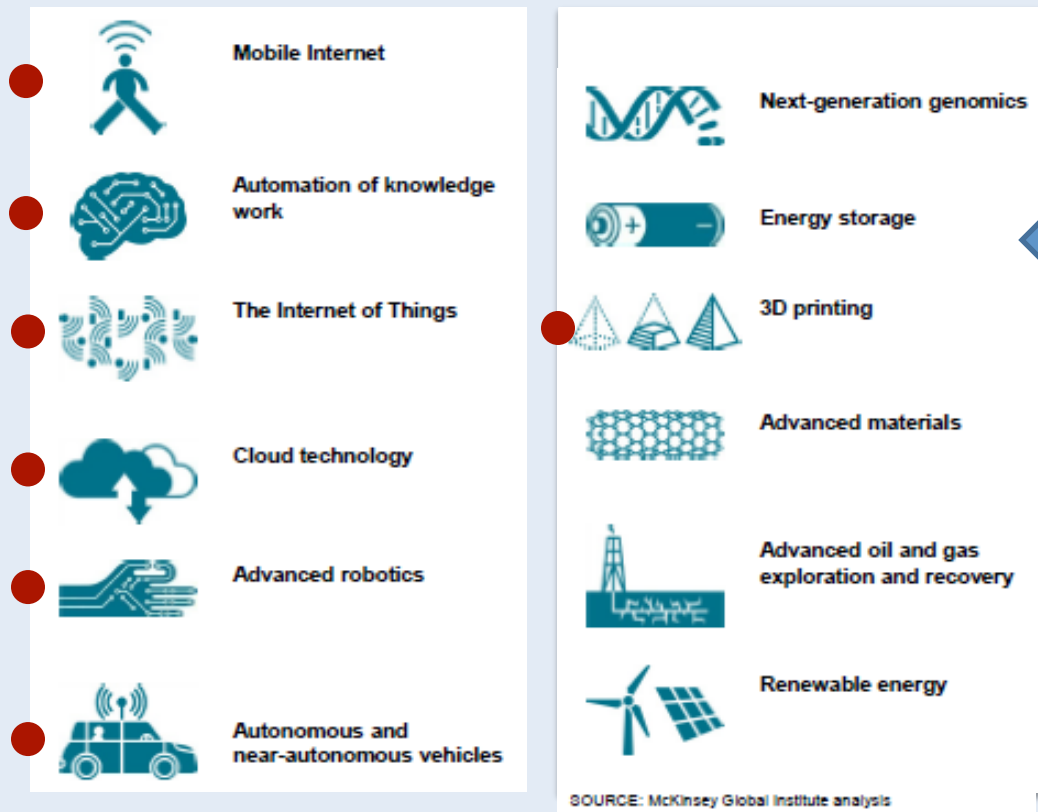 Mobile Internet
Automation of knowledge
work
The Internet of Things
Cloud technology
Advanced robotics
Autonomous and
near-autonomous vehicles
Next-generation genomics
Energy storage
3D printing
Advanced materials
Advanced oil and gas
exploration and recovery
Renewable energy
SOURCE: McKinsey Global Institute analysis